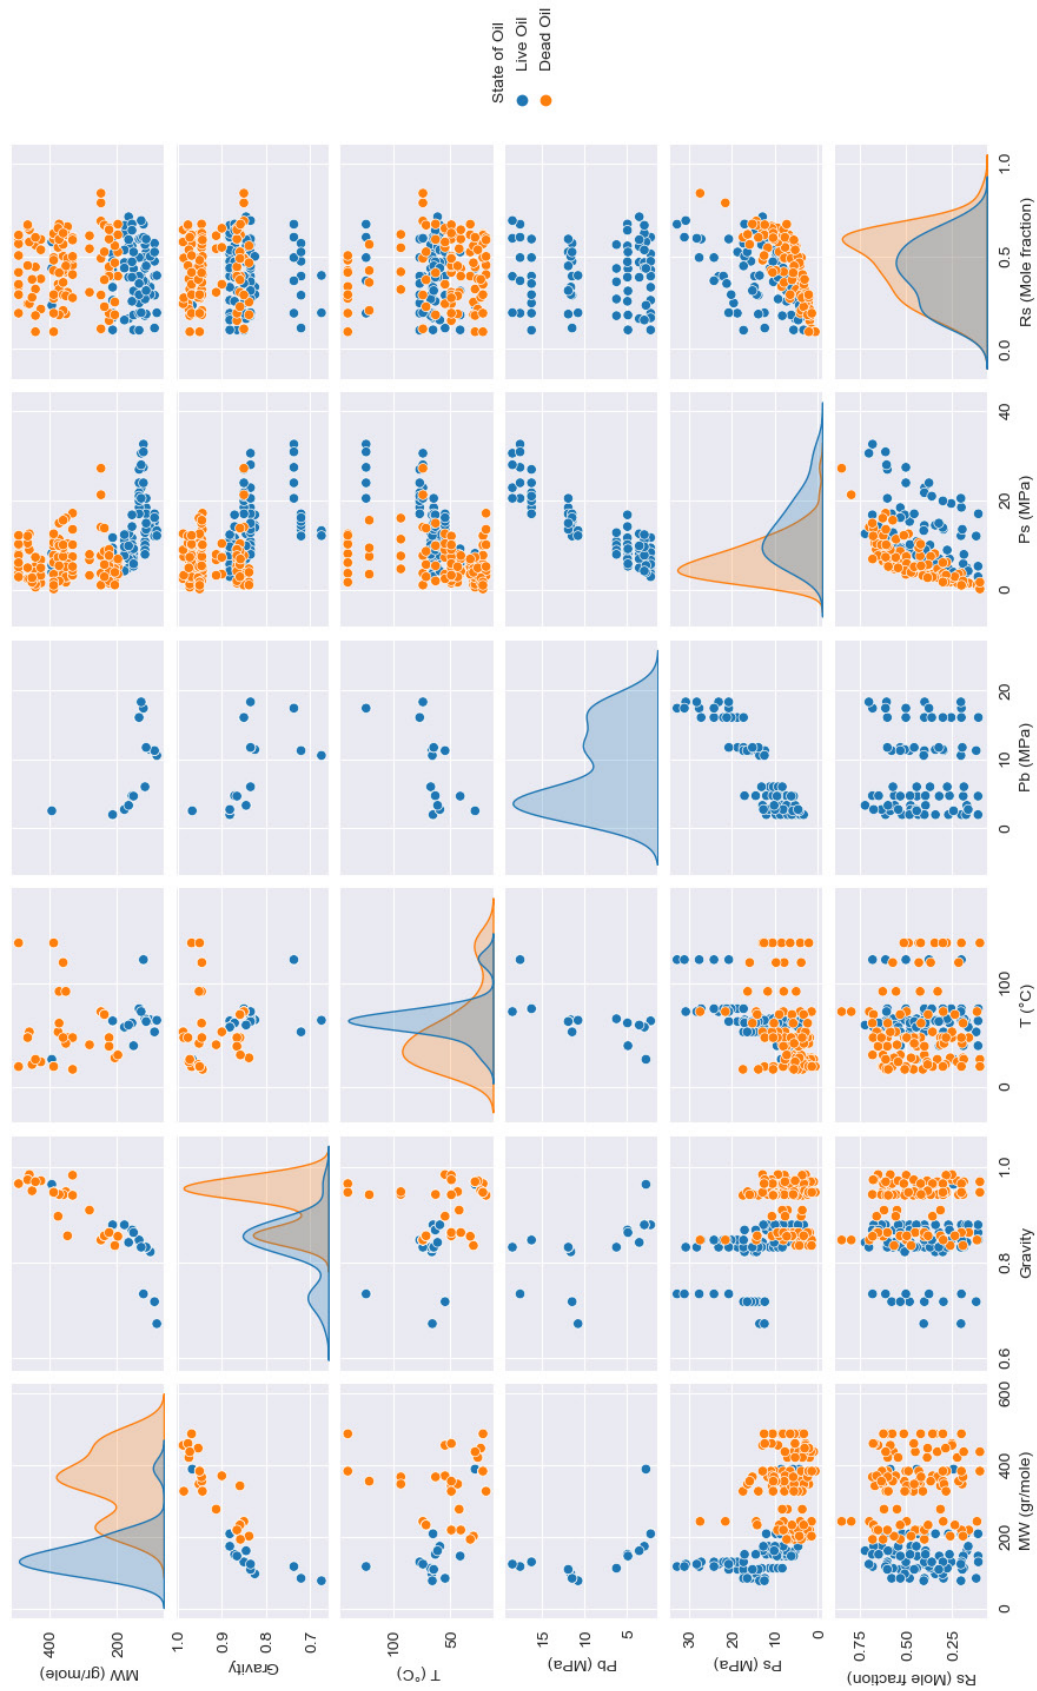 State of Oil
Live Oil
Dead Oil
MW (gr/mole)
400
200
Gravity
1.0
0.9
0.8
0.7
T (°C)
100
50
Pb (MPa)
15
10
5
Ps (MPa)
30
20
10
0
Rs (Mole fraction)
0.75
0.50
0.25
0
200
400
600
MW (gr/mole)
0.6
0.8
1.0
Gravity
0
100
T (°C)
0
10
20
Pb (MPa)
0
20
40
Ps (MPa)
0.0
0.5
1.0
Rs (Mole fraction)